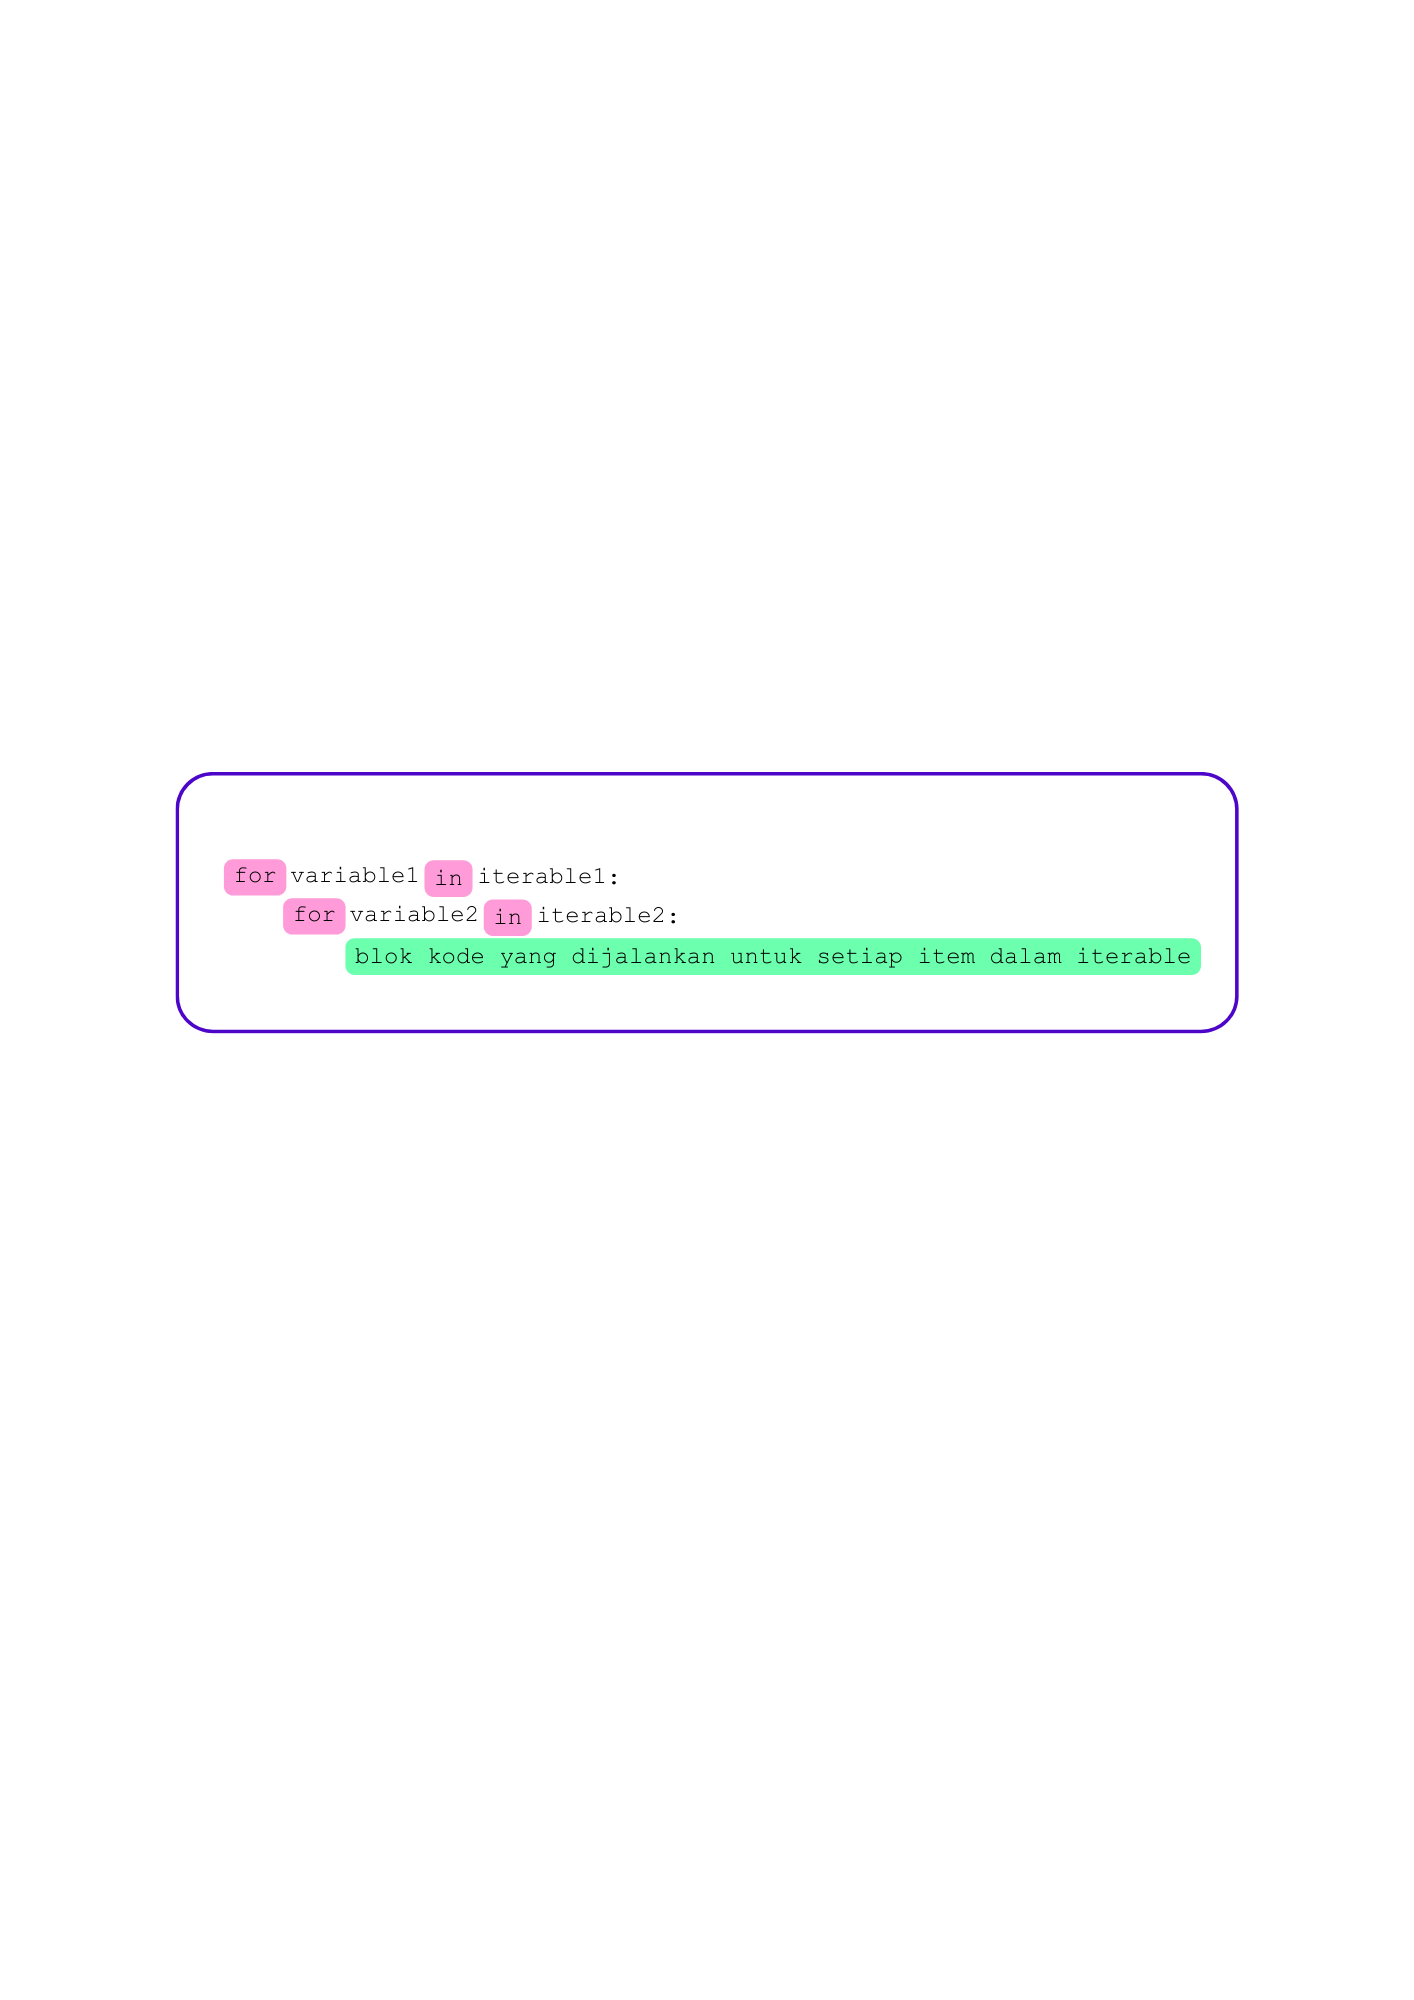 for variable1 in iterable1:
for variable2 in iterable2:
blok kode yang dijalankan untuk setiap item dalam iterable